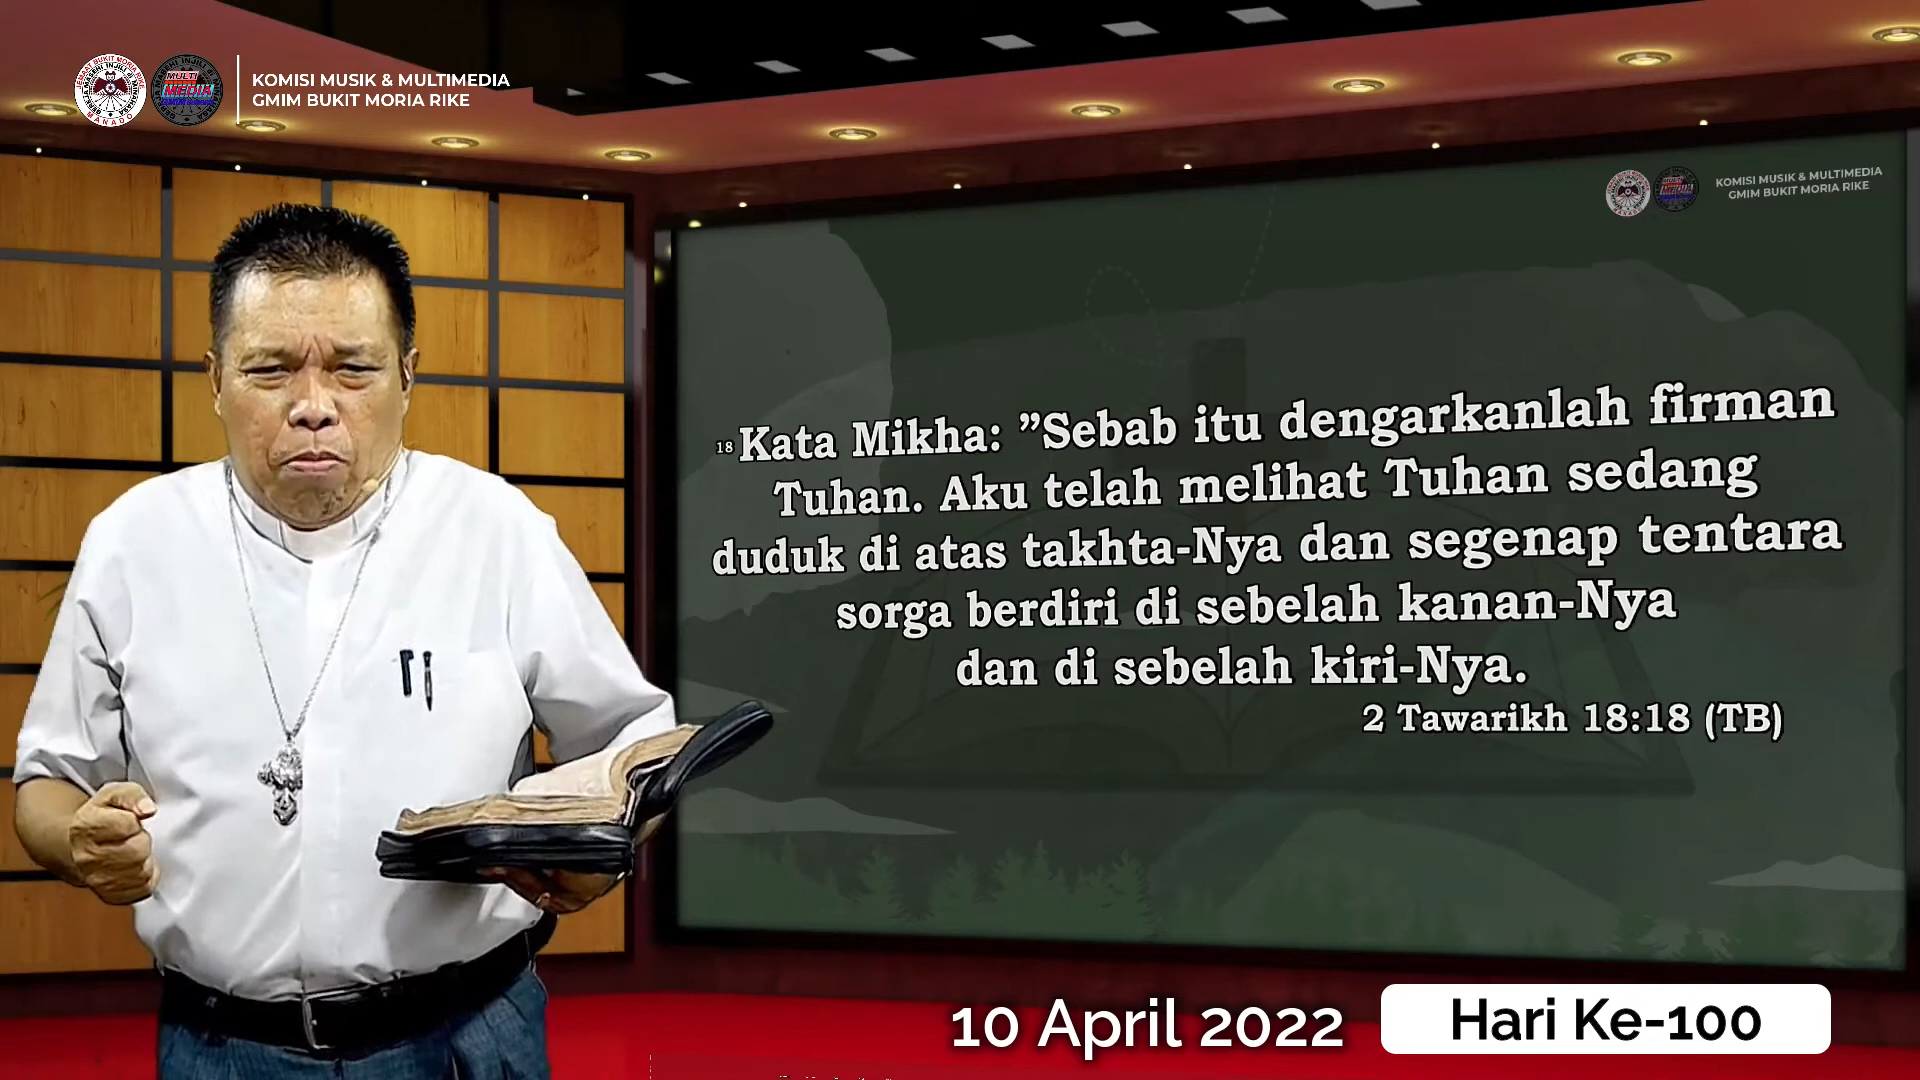 KOMISI MUSIK & MULTIMEDIA
GMIM BUKIT MORIA RIKE
MULTI
MEDIA
MANADO
KOMISI MUSIK & MULTIMEDIA
GMIM BUKIT MORIA RIKE
18 Kata Mikha: ”Sebab itu dengarkanlah firman
Tuhan. Aku telah melihat Tuhan sedang
duduk di atas takhta-Nya dan segenap tentara
sorga berdiri di sebelah kanan-Nya
dan di sebelah kiri-Nya.
2 Tawarikh 18:18 (TB)
10 April 2022
Hari Ke-100